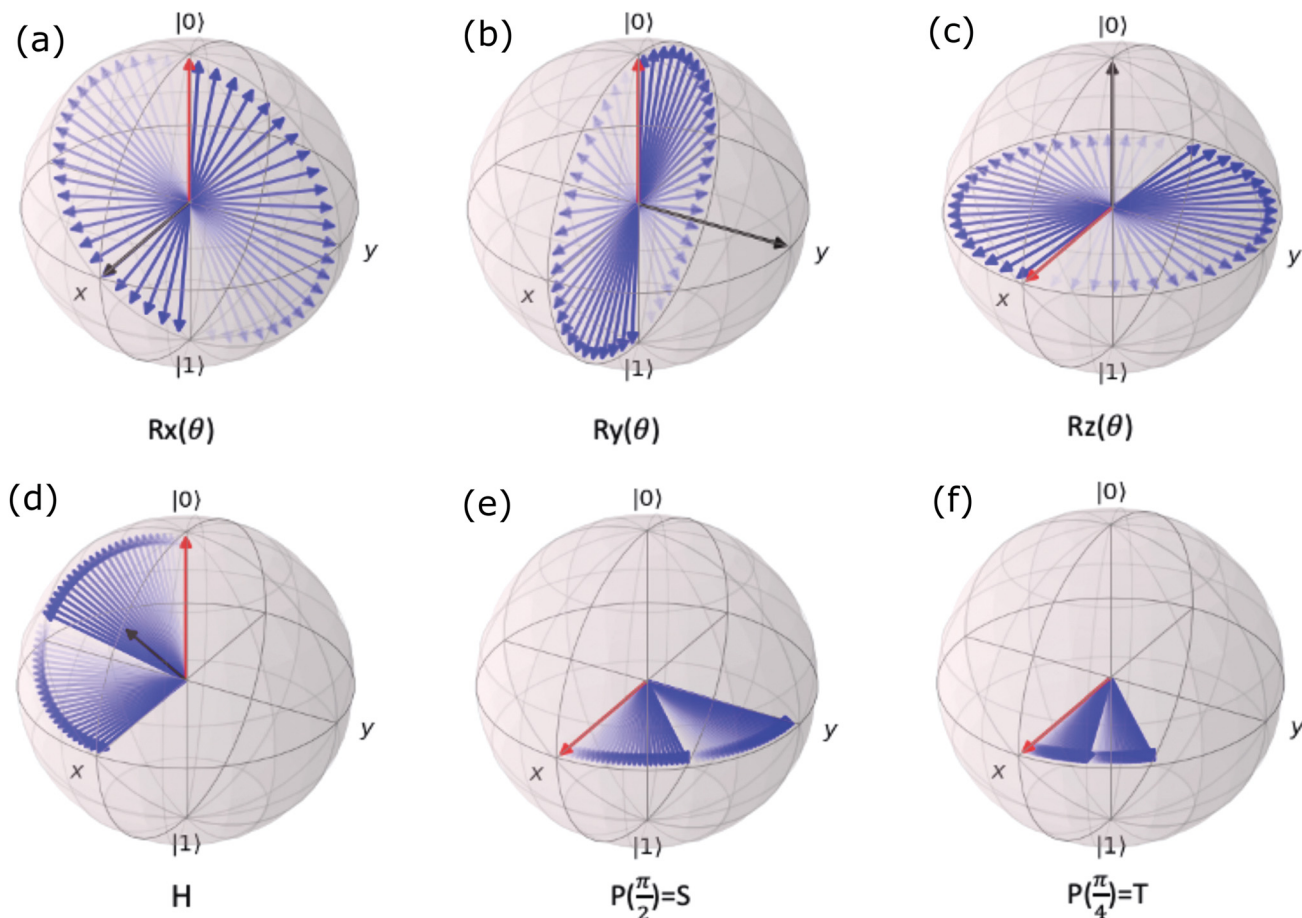 (a) |0⟩
x y
|1⟩
Rx(θ)
(b) |0⟩
x y
|1⟩
Ry(θ)
(c) |0⟩
x y
|1⟩
Rz(θ)
(d) |0⟩
x y
|1⟩
H
(e) |0⟩
x y
|1⟩
P(π/2)=S
(f) |0⟩
x y
|1⟩
P(π/4)=T